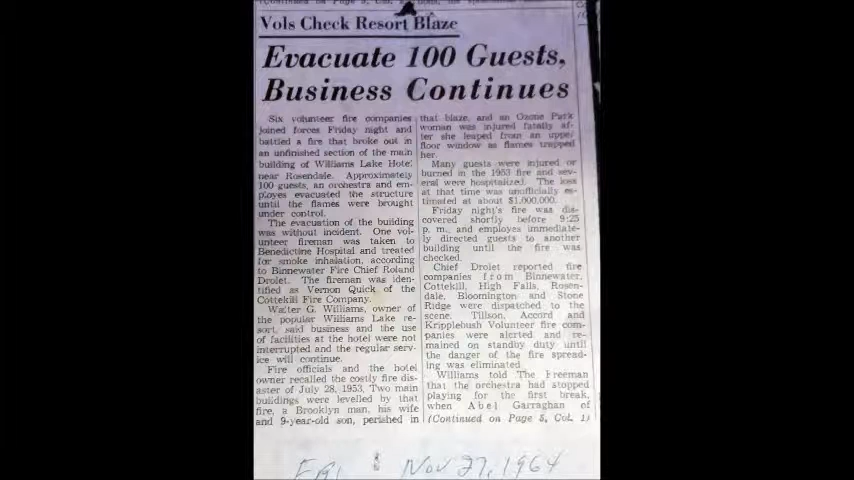 Vols Check Resort Blaze
Evacuate 100 Guests,
Business Continues
Six volunteer fire companies
joined forces Friday night and
battled a fire that broke out in
an unfinished section of the main
building of Williams Lake Hotel
near Rosendale. Approximately
100 guests, an orchestra and em-
ployes evacuated the structure
until the flames were brought
under control.
The evacuation of the building
was without incident. One vol-
unteer fireman was taken to
Benedictine Hospital and treated
for smoke inhalation, according
to Binnewater Fire Chief Roland
Drolet. The fireman was iden-
tified as Vernon Quick of the
Cottekill Fire Company.
Walter G. Williams, owner of
the popular Williams Lake re-
sort, said business and the use
of facilities at the hotel were not
interrupted and the regular serv-
ice will continue.
Fire officials and the hotel
owner recalled the costly fire dis-
aster of July 28, 1953. Two main
buildings were levelled by that
fire, a Brooklyn man, his wife
and 9-year-old son, perished in
that blaze, and an Ozone Park
woman was injured fatally af-
ter she leaped from an upper
floor window as flames trapped
her.
Many guests were injured or
burned in the 1953 fire and sev-
eral were hospitalized. The loss
at that time was unofficially es-
timated at about $1,000,000.
Friday night's fire was dis-
covered shortly before 9:25
p. m., and employes immediate-
ly directed guests to another
building until the fire was
checked.
Chief Drolet reported fire
companies from Binnewater,
Cottekill, High Falls, Rosen-
dale, Bloomington and Stone
Ridge were dispatched to the
scene. Tillson, Accord and
Kripplebush Volunteer fire com-
panies were alerted and re-
mained on standby duty until
the danger of the fire spread-
ing was eliminated.
Williams told The Freeman
that the orchestra had stopped
playing for the first break,
when Abel Garraghan of
(Continued on Page 5, Col. 1)
FRI Nov 27, 1964